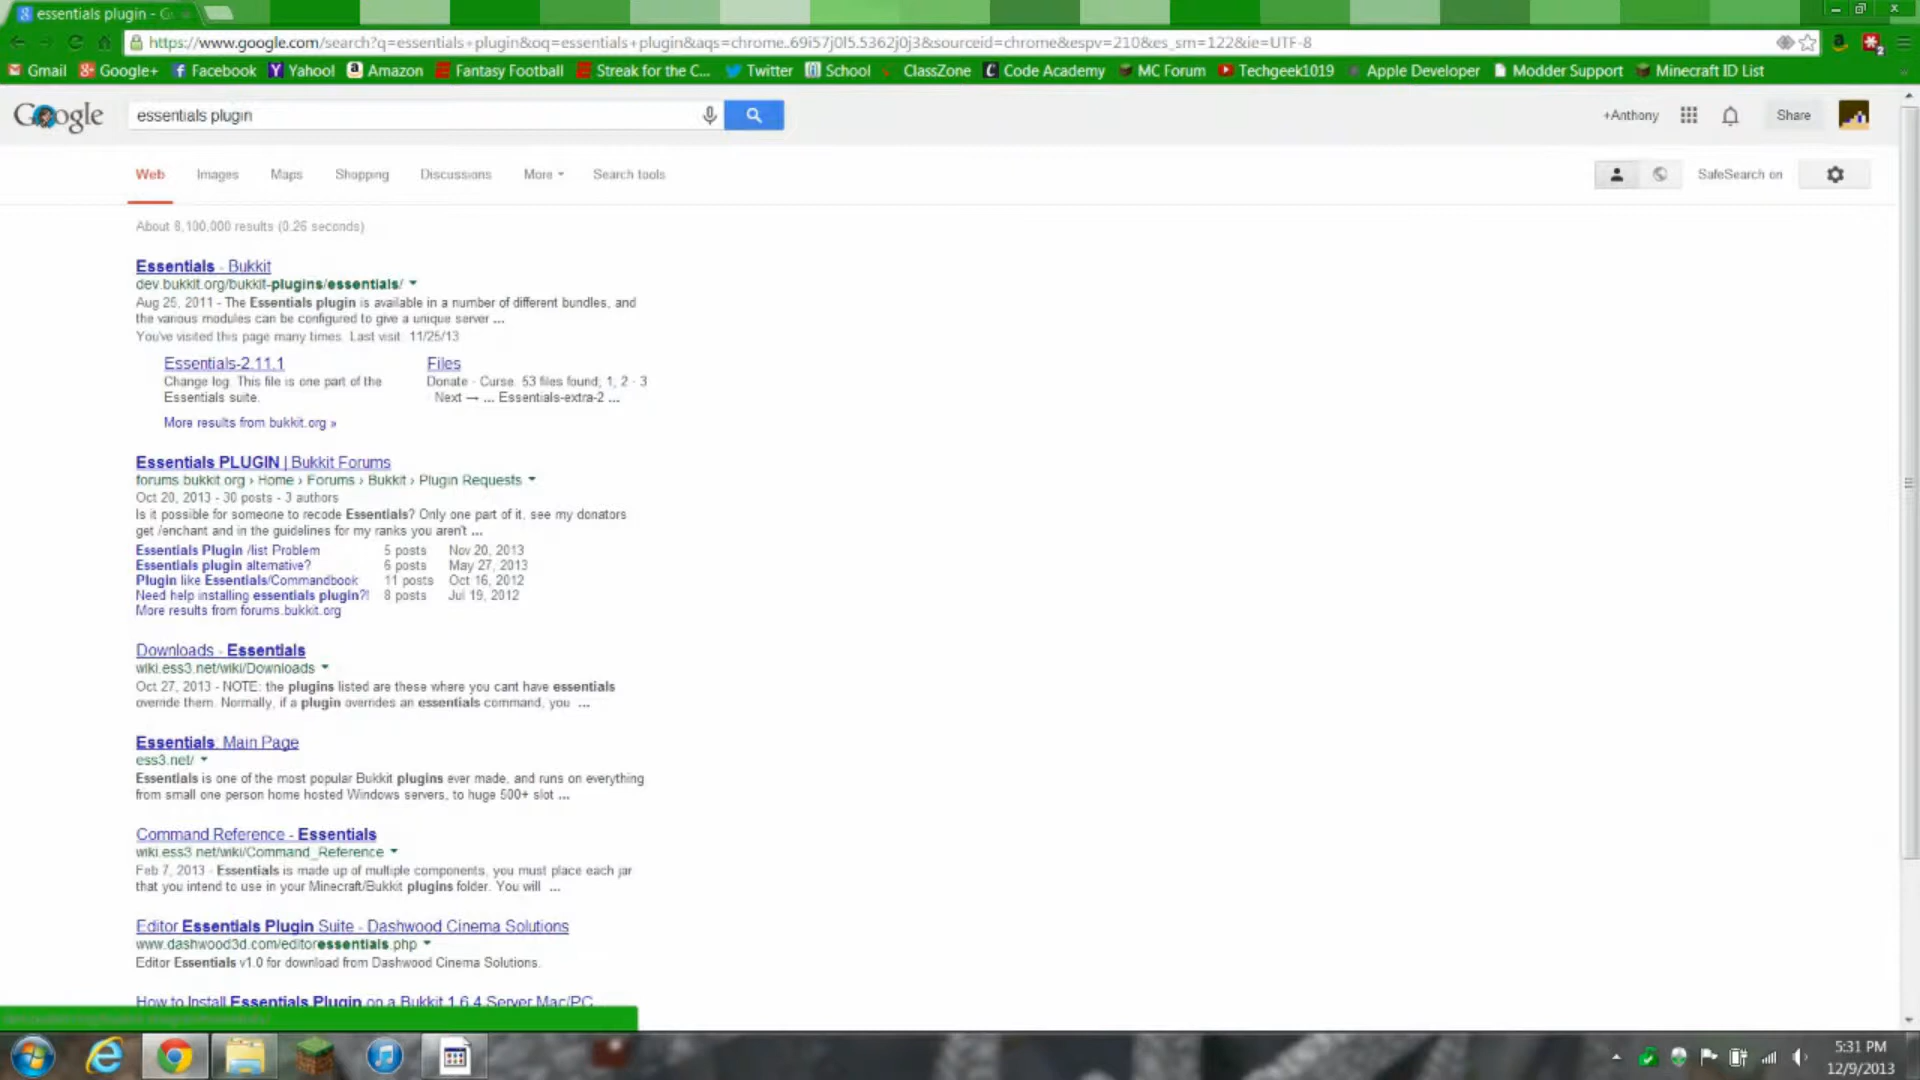 essentials plugin - G
https://www.google.com/search?q=essentials+plugin&oq=essentials+plugin&aqs=chrome..69i57j0l5.5362j0j3&sourceid=chrome&espv=210&es_sm=122&ie=UTF-8
Gmail Google+ Facebook Yahoo! Amazon Fantasy Football Streak for the C... Twitter School ClassZone Code Academy MC Forum Techgeek1019 Apple Developer Modder Support Minecraft ID List
Google essentials plugin +Anthony Share
Web Images Maps Shopping Discussions More Search tools SafeSearch on
About 8,100,000 results (0.26 seconds)
Essentials - Bukkit
dev.bukkit.org/bukkit-plugins/essentials/
Aug 25, 2011 - The Essentials plugin is available in a number of different bundles, and
the various modules can be configured to give a unique server ...
You've visited this page many times. Last visit: 11/25/13
Essentials-2.11.1 Files
Change log. This file is one part of the Donate - Curse. 53 files found; 1, 2 · 3
Essentials suite. Next → ... Essentials-extra-2 ...
More results from bukkit.org »
Essentials PLUGIN | Bukkit Forums
forums.bukkit.org › Home › Forums › Bukkit › Plugin Requests
Oct 20, 2013 - 30 posts - 3 authors
Is it possible for someone to recode Essentials? Only one part of it, see my donators
get /enchant and in the guidelines for my ranks you aren't ...
Essentials Plugin /list Problem 5 posts Nov 20, 2013
Essentials plugin alternative? 6 posts May 27, 2013
Plugin like Essentials/Commandbook 11 posts Oct 16, 2012
Need help installing essentials plugin?! 8 posts Jul 19, 2012
More results from forums.bukkit.org
Downloads - Essentials
wiki.ess3.net/wiki/Downloads
Oct 27, 2013 - NOTE: the plugins listed are these where you cant have essentials
override them. Normally, if a plugin overrides an essentials command, you ...
Essentials: Main Page
ess3.net/
Essentials is one of the most popular Bukkit plugins ever made, and runs on everything
from small one person home hosted Windows servers, to huge 500+ slot ...
Command Reference - Essentials
wiki.ess3.net/wiki/Command_Reference
Feb 7, 2013 - Essentials is made up of multiple components, you must place each jar
that you intend to use in your Minecraft/Bukkit plugins folder. You will ...
Editor Essentials Plugin Suite - Dashwood Cinema Solutions
www.dashwood3d.com/editoressentials.php
Editor Essentials v1.0 for download from Dashwood Cinema Solutions.
How to Install Essentials Plugin on a Bukkit 1.6.4 Server Mac/PC
5:31 PM
12/9/2013